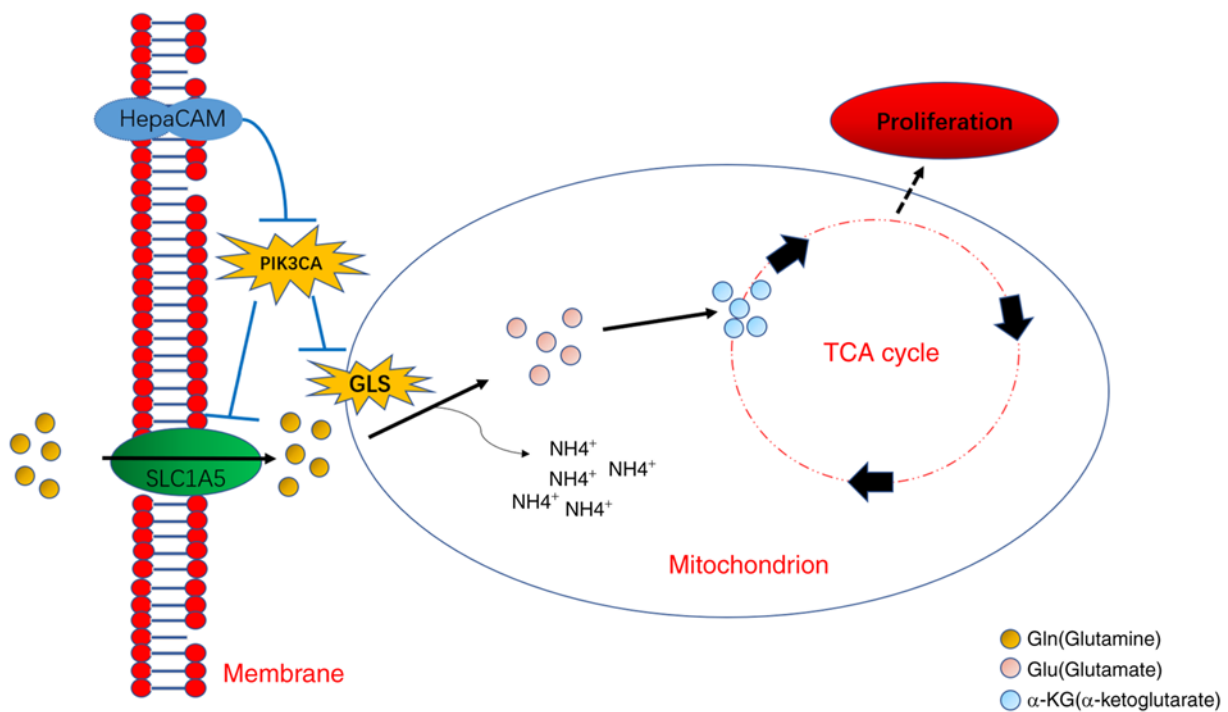 HepaCAM
Proliferation
PIK3CA
TCA cycle
GLS
NH4⁺
NH4⁺
NH4⁺
NH4⁺
NH4⁺
SLC1A5
Mitochondrion
Membrane
Gln(Glutamine)
Glu(Glutamate)
α-KG(α-ketoglutarate)